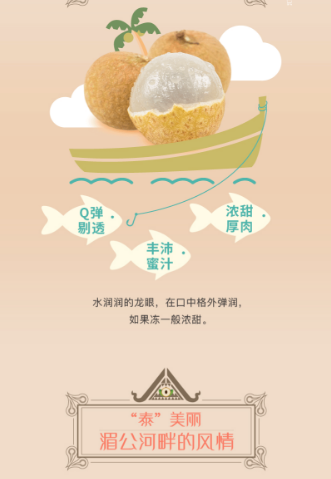 Q弹
剔透
浓甜
厚肉
丰沛
蜜汁
水润润的龙眼，在口中格外弹润，
如果冻一般浓甜。
“泰”美丽
湄公河畔的风情